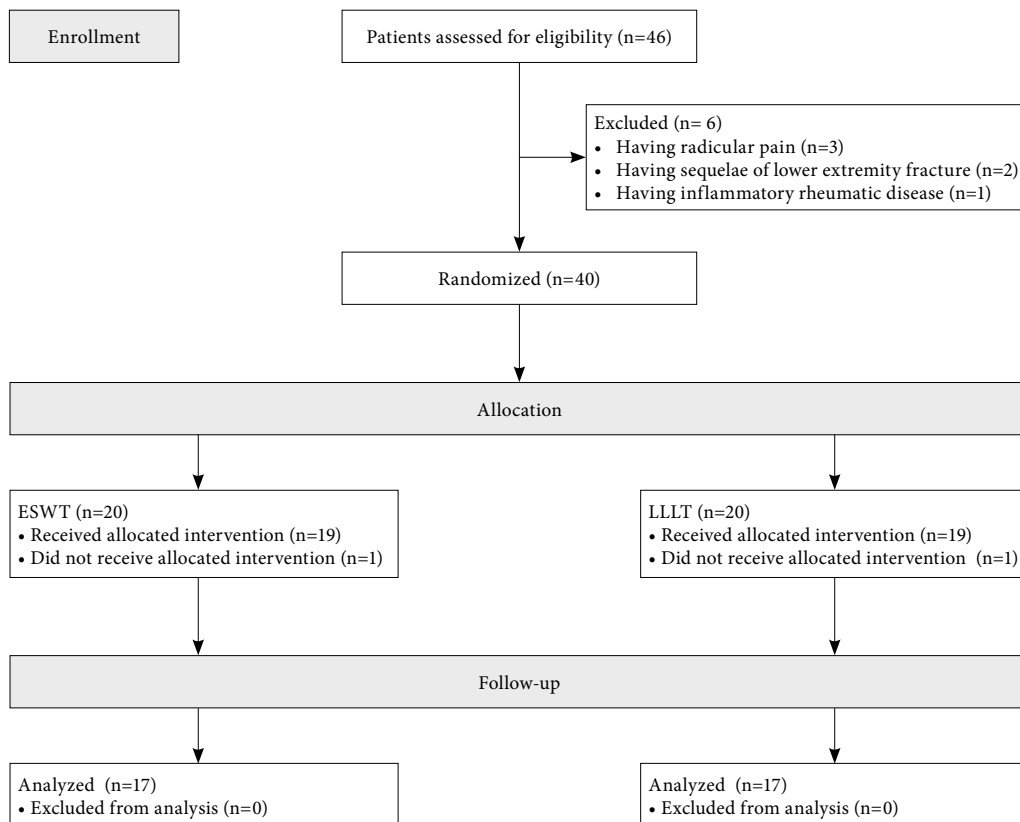 Enrollment
Patients assessed for eligibility (n=46)
Excluded (n= 6)
• Having radicular pain (n=3)
• Having sequelae of lower extremity fracture (n=2)
• Having inflammatory rheumatic disease (n=1)
Randomized (n=40)
Allocation
ESWT (n=20)
• Received allocated intervention (n=19)
• Did not receive allocated intervention (n=1)
LLLT (n=20)
• Received allocated intervention (n=19)
• Did not receive allocated intervention (n=1)
Follow-up
Analyzed (n=17)
• Excluded from analysis (n=0)
Analyzed (n=17)
• Excluded from analysis (n=0)